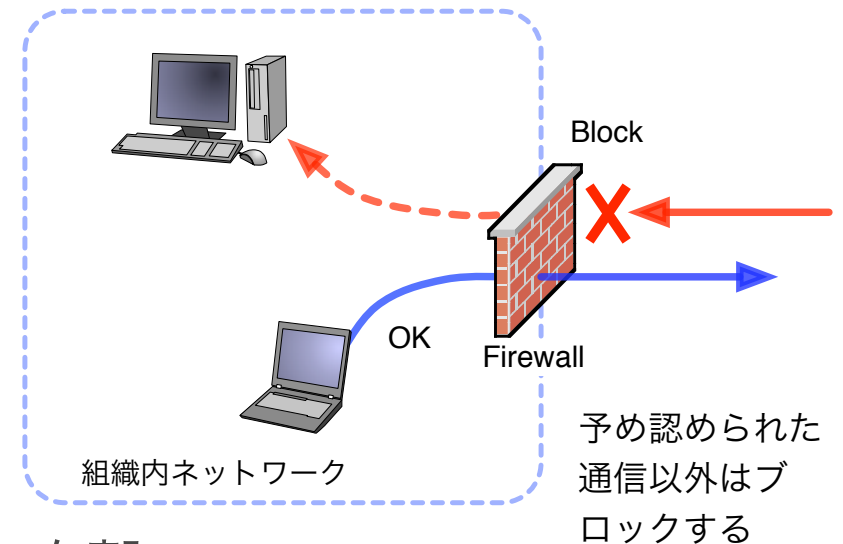 Block
OK
Firewall
組織内ネットワーク
予め認められた
通信以外はブ
ロックする